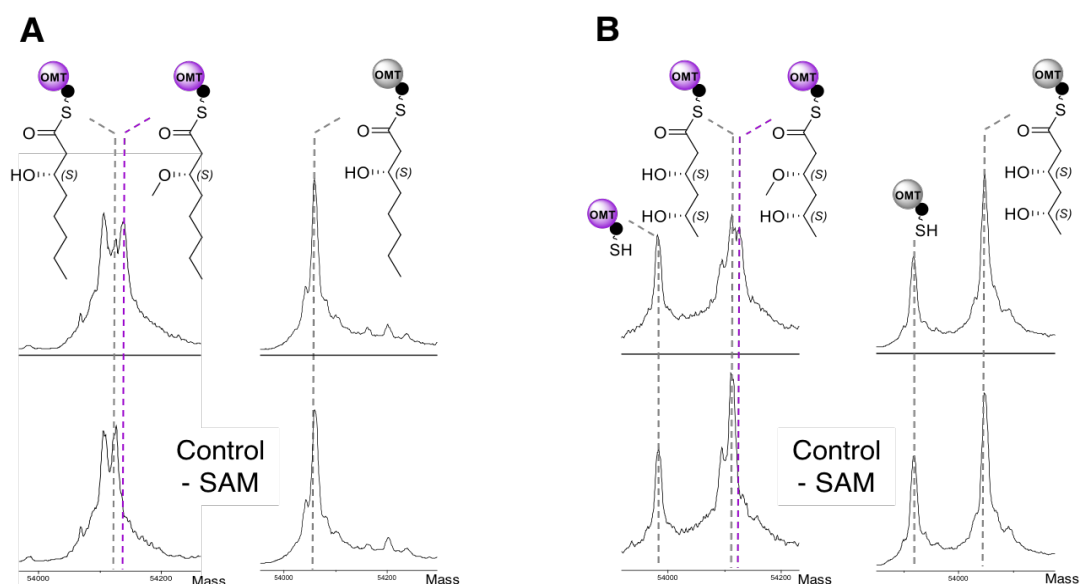 A
B
OMT
OMT
OMT
OMT
OMT
OMT
S
S
S
S
S
S
O
O
O
O
O
O
HO
(S)
O
(S)
HO
(S)
HO
(S)
O
(S)
HO
(S)
HO
(S)
HO
(S)
HO
(S)
OMT
SH
OMT
SH
Control
- SAM
Control
- SAM
54000
54200
Mass
54000
54200
Mass
54000
54200
Mass
54000
Mass